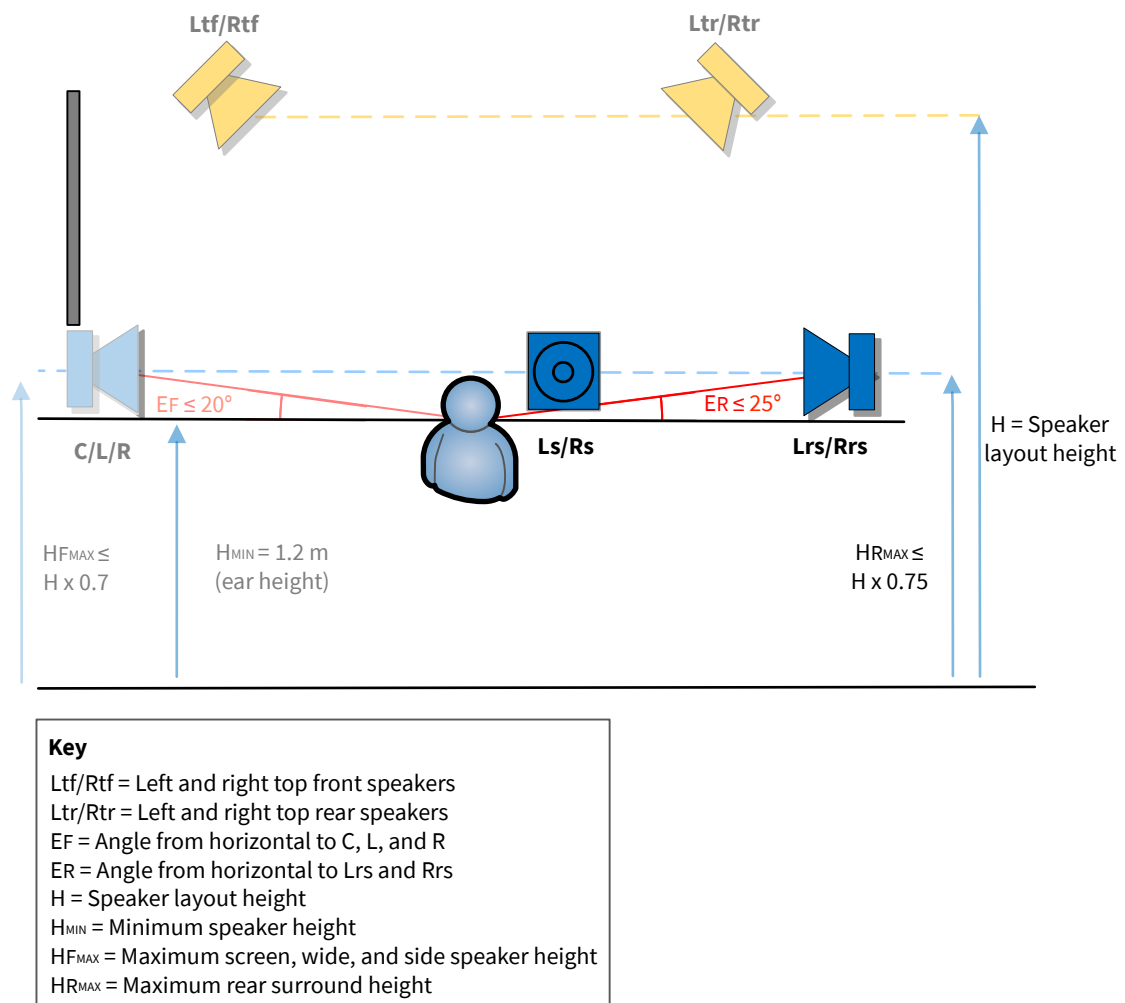 Ltf/Rtf
Ltr/Rtr
EF ≤ 20°
ER ≤ 25°
C/L/R
Ls/Rs
Lrs/Rrs
H = Speaker
layout height
HFMAX ≤
H x 0.7
HMIN = 1.2 m
(ear height)
HRMAX ≤
H x 0.75
Key
Ltf/Rtf = Left and right top front speakers
Ltr/Rtr = Left and right top rear speakers
EF = Angle from horizontal to C, L, and R
ER = Angle from horizontal to Lrs and Rrs
H = Speaker layout height
HMIN = Minimum speaker height
HFMAX = Maximum screen, wide, and side speaker height
HRMAX = Maximum rear surround height